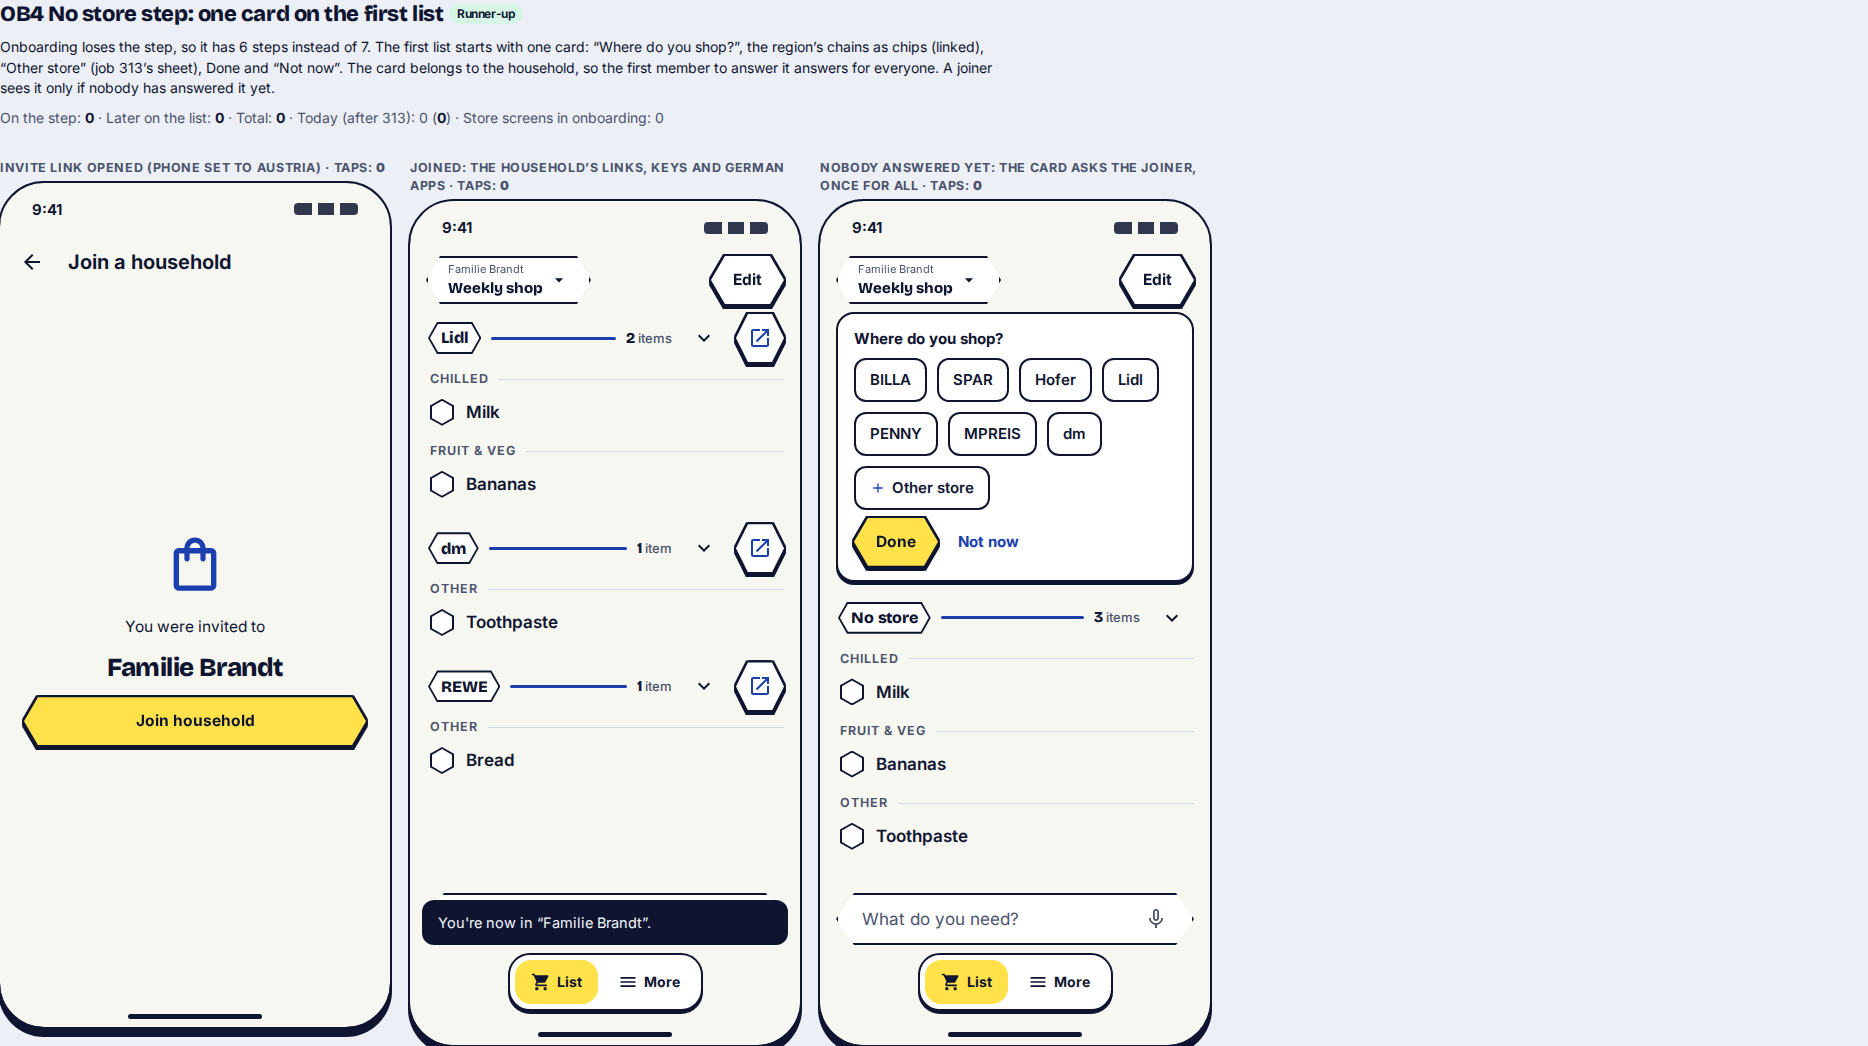 OB4 No store step: one card on the first list
Runner-up
Onboarding loses the step, so it has 6 steps instead of 7. The first list starts with one card: “Where do you shop?”, the region’s chains as chips (linked),
“Other store” (job 313’s sheet), Done and “Not now”. The card belongs to the household, so the first member to answer it answers for everyone. A joiner
sees it only if nobody has answered it yet.
On the step: 0 · Later on the list: 0 · Total: 0 · Today (after 313): 0 (0) · Store screens in onboarding: 0
INVITE LINK OPENED (PHONE SET TO AUSTRIA) · TAPS: 0
9:41
Join a household
You were invited to
Familie Brandt
Join household
JOINED: THE HOUSEHOLD’S LINKS, KEYS AND GERMAN
APPS · TAPS: 0
9:41
Familie Brandt
Weekly shop
Edit
Lidl
2 items
CHILLED
Milk
FRUIT & VEG
Bananas
dm
1 item
OTHER
Toothpaste
REWE
1 item
OTHER
Bread
You're now in “Familie Brandt”.
List
More
NOBODY ANSWERED YET: THE CARD ASKS THE JOINER,
ONCE FOR ALL · TAPS: 0
9:41
Familie Brandt
Weekly shop
Edit
Where do you shop?
BILLA
SPAR
Hofer
Lidl
PENNY
MPREIS
dm
+ Other store
Done
Not now
No store
3 items
CHILLED
Milk
FRUIT & VEG
Bananas
OTHER
Toothpaste
What do you need?
List
More